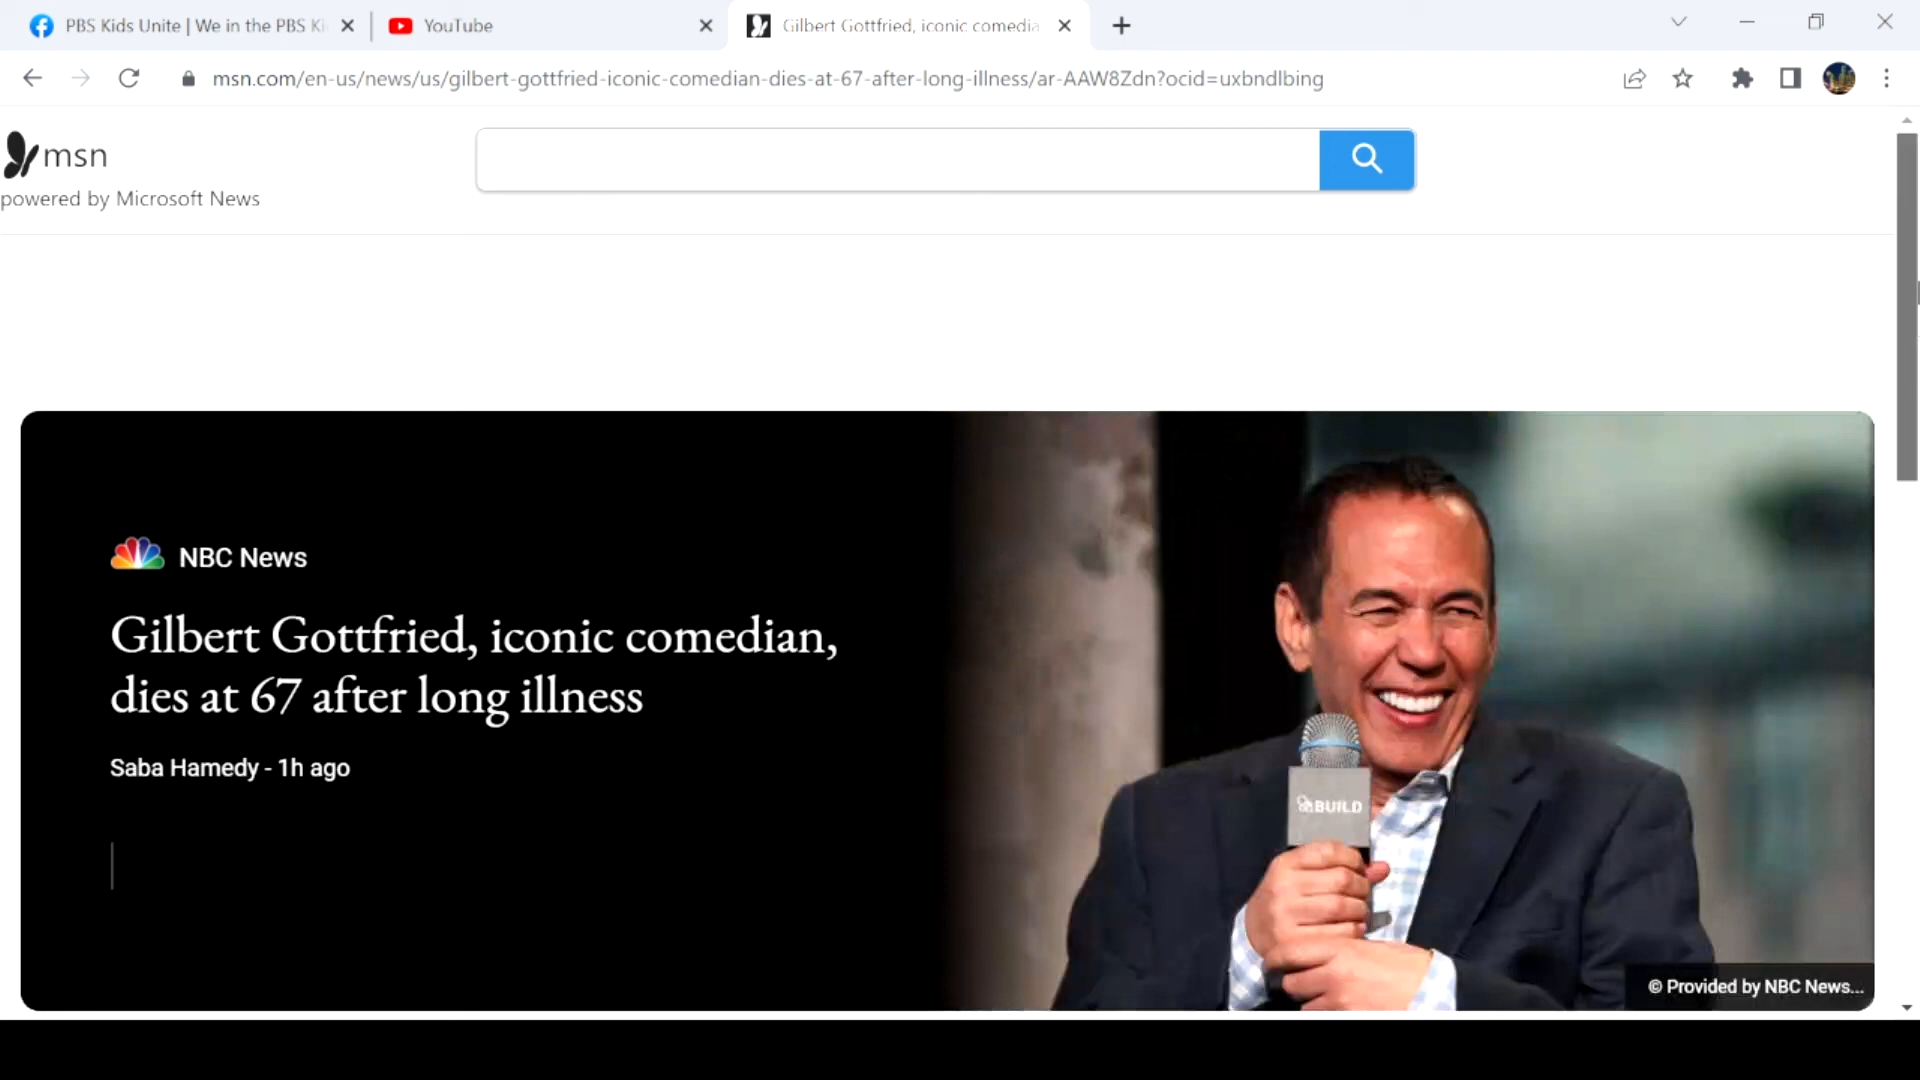 PBS Kids Unite | We in the PBS Ki
YouTube
Gilbert Gottfried, iconic comedia
msn.com/en-us/news/us/gilbert-gottfried-iconic-comedian-dies-at-67-after-long-illness/ar-AAW8Zdn?ocid=uxbndlbing
msn
powered by Microsoft News
NBC News
Gilbert Gottfried, iconic comedian,
dies at 67 after long illness
Saba Hamedy - 1h ago
BUILD
© Provided by NBC News...